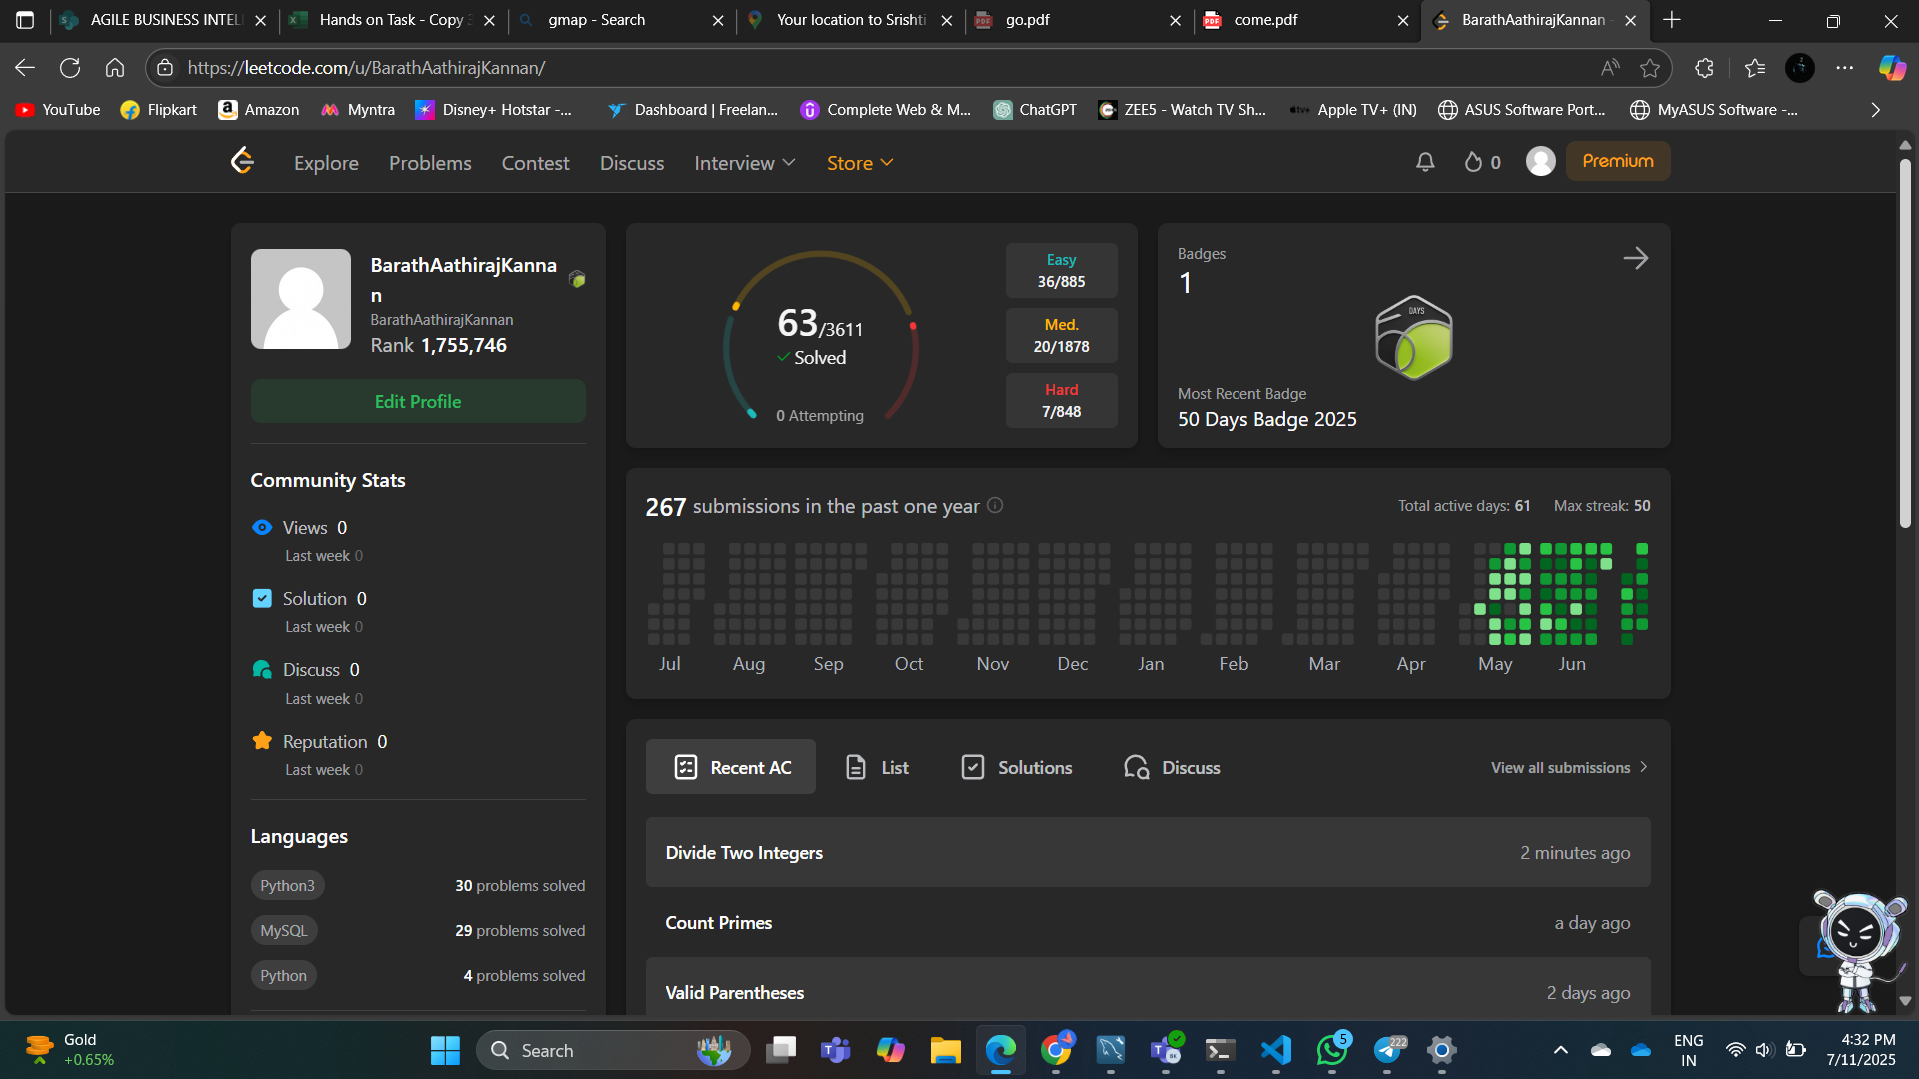 AGILE BUSINESS INTEL
Hands on Task - Copy
gmap - Search
Your location to Srishti
go.pdf
come.pdf
BarathAathirajKannan
https://leetcode.com/u/BarathAathirajKannan/
YouTube
Flipkart
Amazon
Myntra
Disney+ Hotstar -...
Dashboard | Freelan...
Complete Web & M...
ChatGPT
ZEE5 - Watch TV Sh...
Apple TV+ (IN)
ASUS Software Port...
MyASUS Software -...
Explore
Problems
Contest
Discuss
Interview
Store
0
Premium
BarathAathirajKanna
n
BarathAathirajKannan
Rank 1,755,746
Edit Profile
63/3611
Solved
0 Attempting
Easy
36/885
Med.
20/1878
Hard
7/848
Badges
1
DAYS
Most Recent Badge
50 Days Badge 2025
Community Stats
Views 0
Last week 0
Solution 0
Last week 0
Discuss 0
Last week 0
Reputation 0
Last week 0
Languages
Python3 30 problems solved
MySQL 29 problems solved
Python 4 problems solved
267 submissions in the past one year
Total active days: 61 Max streak: 50
Jul Aug Sep Oct Nov Dec Jan Feb Mar Apr May Jun
Recent AC
List
Solutions
Discuss
View all submissions
Divide Two Integers 2 minutes ago
Count Primes a day ago
Valid Parentheses 2 days ago
Gold
+0.65%
Search
5
222
ENG
IN
4:32 PM
7/11/2025